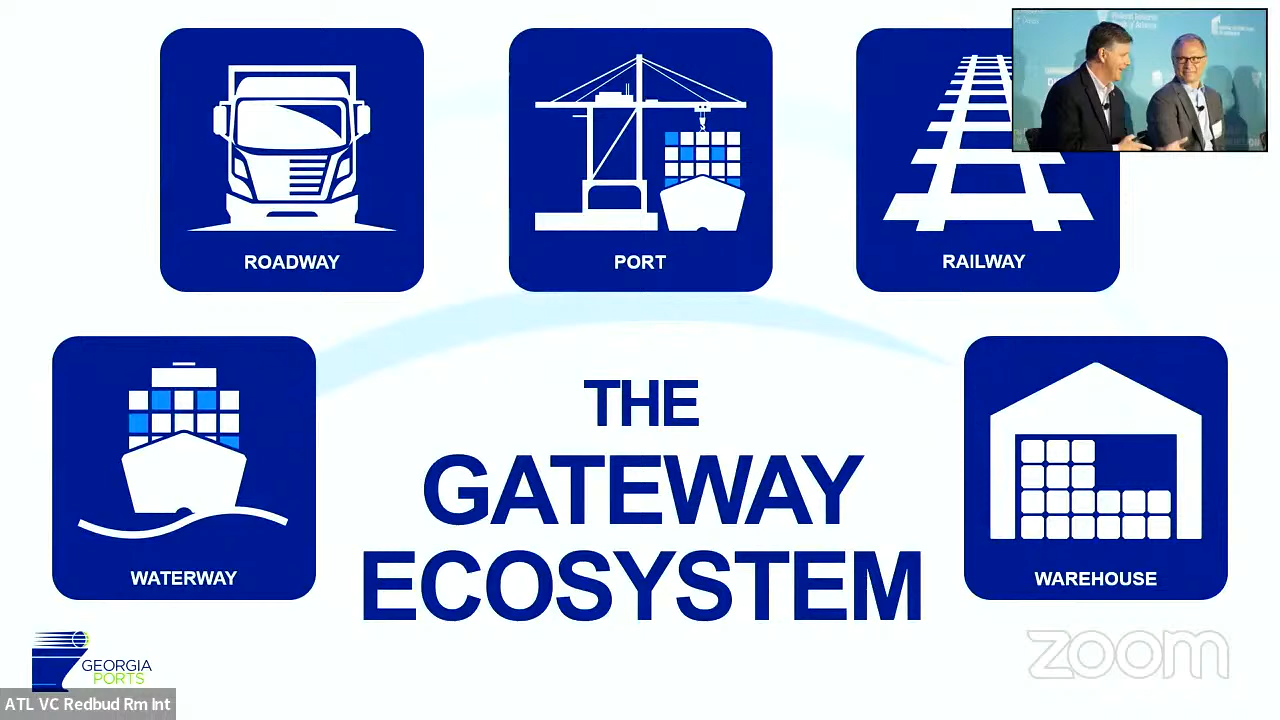 ROADWAY
PORT
RAILWAY
WATERWAY
THE
GATEWAY
ECOSYSTEM
WAREHOUSE
GEORGIA
PORTS
zoom
ATL VC Redbud Rm Int